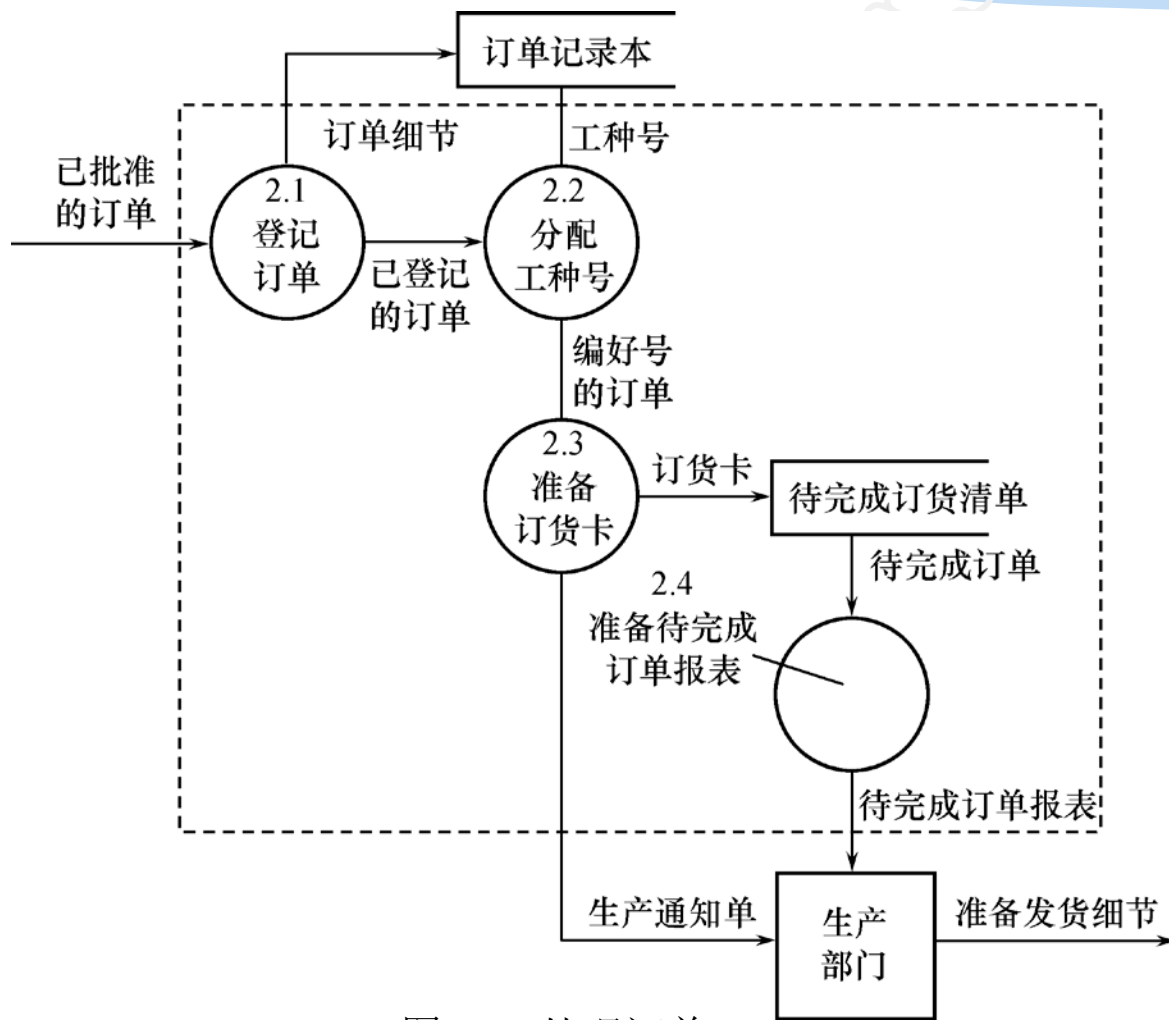 订单记录本
订单细节
工种号
已批准
的订单
2.1
登记
订单
2.2
分配
工种号
已登记
的订单
编好号
的订单
2.3
准备
订货卡
订货卡
待完成订货清单
待完成订单
2.4
准备待完成
订单报表
待完成订单报表
生产通知单
生产
部门
准备发货细节